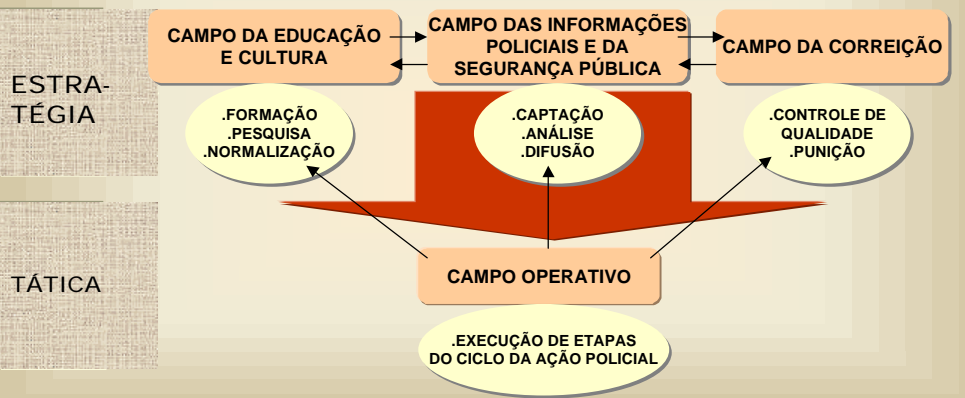 ESTRA-
TÉGIA
CAMPO DA EDUCAÇÃO
E CULTURA
CAMPO DAS INFORMAÇÕES
POLICIAIS E DA
SEGURANÇA PÚBLICA
CAMPO DA CORREIÇÃO
.FORMAÇÃO
.PESQUISA
.NORMALIZAÇÃO
.CAPTAÇÃO
.ANÁLISE
.DIFUSÃO
.CONTROLE DE
QUALIDADE
.PUNIÇÃO
TÁTICA
CAMPO OPERATIVO
.EXECUÇÃO DE ETAPAS
DO CICLO DA AÇÃO POLICIAL